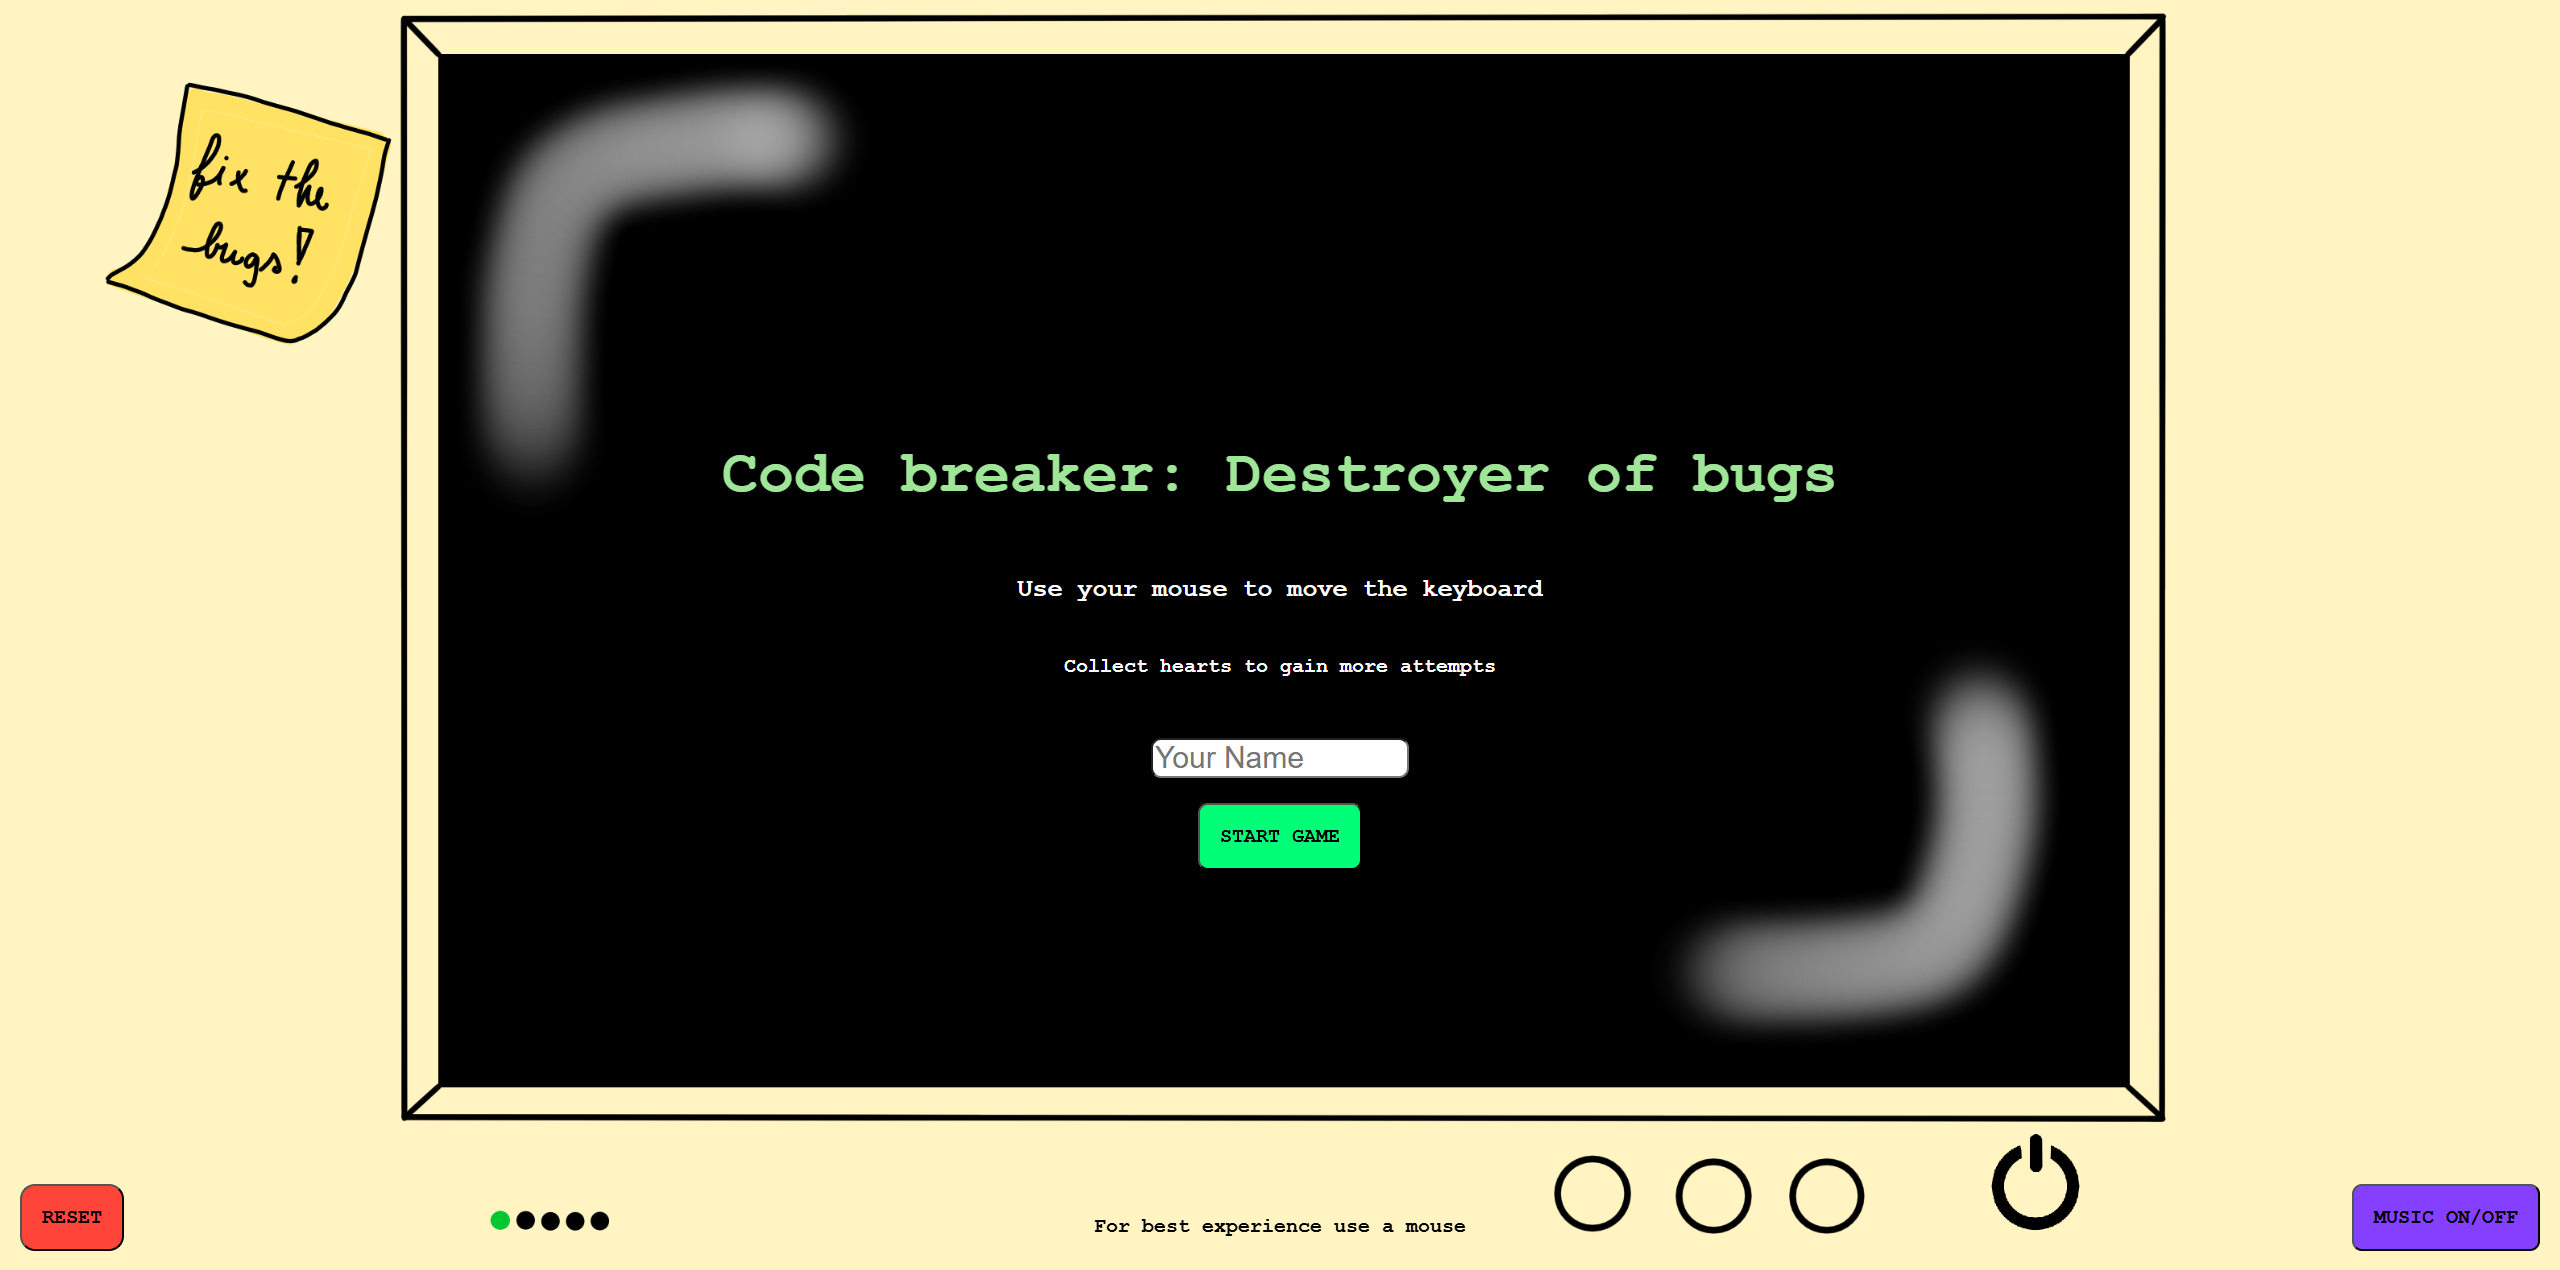 fix the
bugs!
Code breaker: Destroyer of bugs
Use your mouse to move the keyboard
Collect hearts to gain more attempts
Your Name
START GAME
RESET
For best experience use a mouse
MUSIC ON/OFF